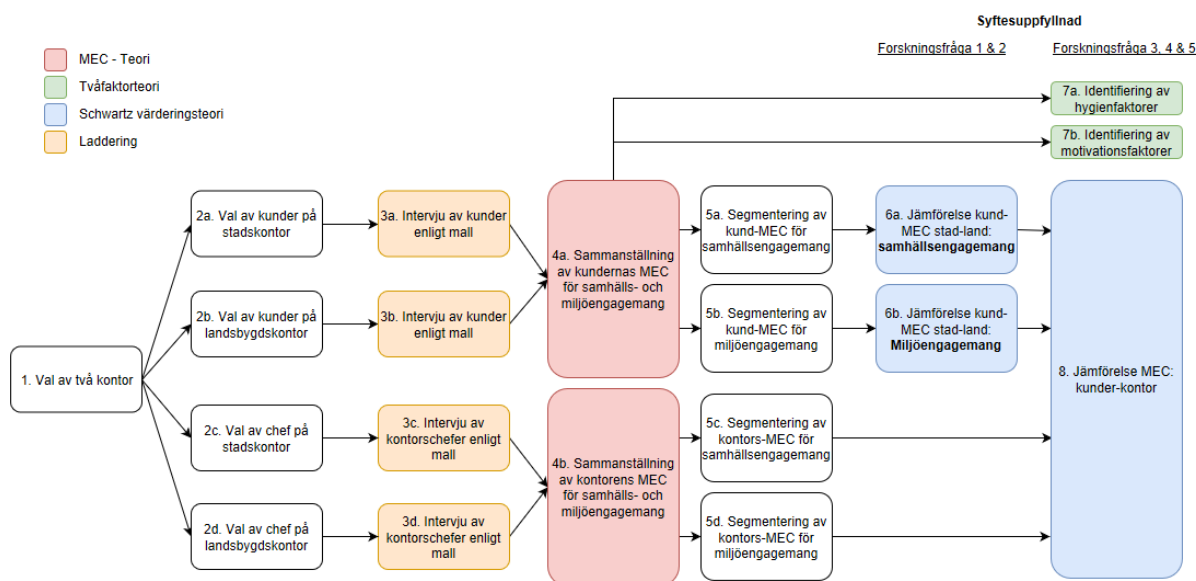 Syftesuppfyllnad
Forskningsfråga 1 & 2
Forskningsfråga 3, 4 & 5
MEC - Teori
Tvåfaktorteori
Schwartz värderingsteori
Laddering
7a. Identifiering av
hygienfaktorer
7b. Identifiering av
motivationsfaktorer
1. Val av två kontor
2a. Val av kunder på
stadskontor
2b. Val av kunder på
landsbygdskontor
2c. Val av chef på
stadskontor
2d. Val av chef på
landsbygdskontor
3a. Intervju av kunder
enligt mall
3b. Intervju av kunder
enligt mall
3c. Intervju av
kontorschefer enligt
mall
3d. Intervju av
kontorschefer enligt
mall
4a. Sammanställning
av kundernas MEC
för samhälls- och
miljöengagemang
4b. Sammanställning
av kontorens MEC
för samhälls- och
miljöengagemang
5a. Segmentering av
kund-MEC för
samhällsengagemang
5b. Segmentering av
kund-MEC för
miljöengagemang
5c. Segmentering av
kontors-MEC för
samhällsengagemang
5d. Segmentering av
kontors-MEC för
miljöengagemang
6a. Jämförelse kund-
MEC stad-land:
samhällsengagemang
6b. Jämförelse kund-
MEC stad-land:
Miljöengagemang
8. Jämförelse MEC:
kunder-kontor